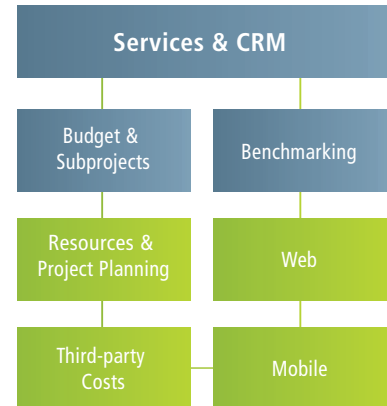 Services & CRM
Budget &
Subprojects
Benchmarking
Resources &
Project Planning
Web
Third-party
Costs
Mobile